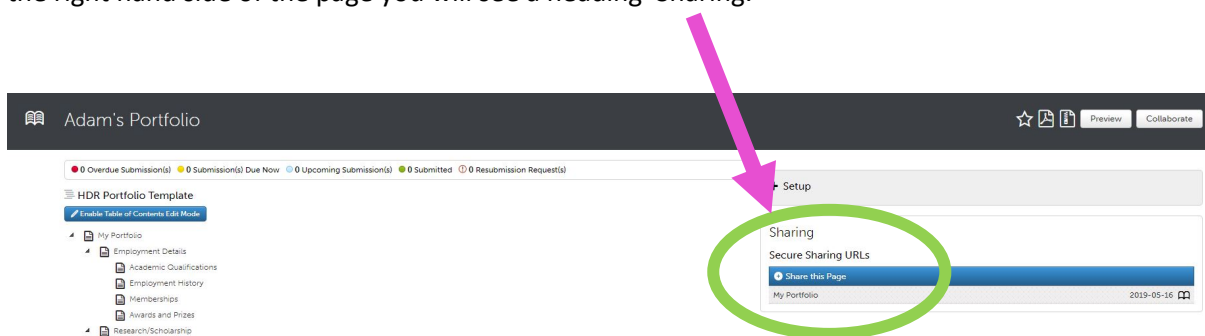 the right hand side of the page you will see a heading 'Sharing.'
Adam's Portfolio
Preview Collaborate
0 Overdue Submission(s) 0 Submission(s) Due Now 0 Upcoming Submission(s) 0 Submitted 0 Resubmission Request(s)
HDR Portfolio Template
Enable Table of Contents Edit Mode
My Portfolio
Employment Details
Academic Qualifications
Employment History
Memberships
Awards and Prizes
Research/Scholarship
+ Setup
Sharing
Secure Sharing URLs
Share this Page
My Portfolio 2019-05-16